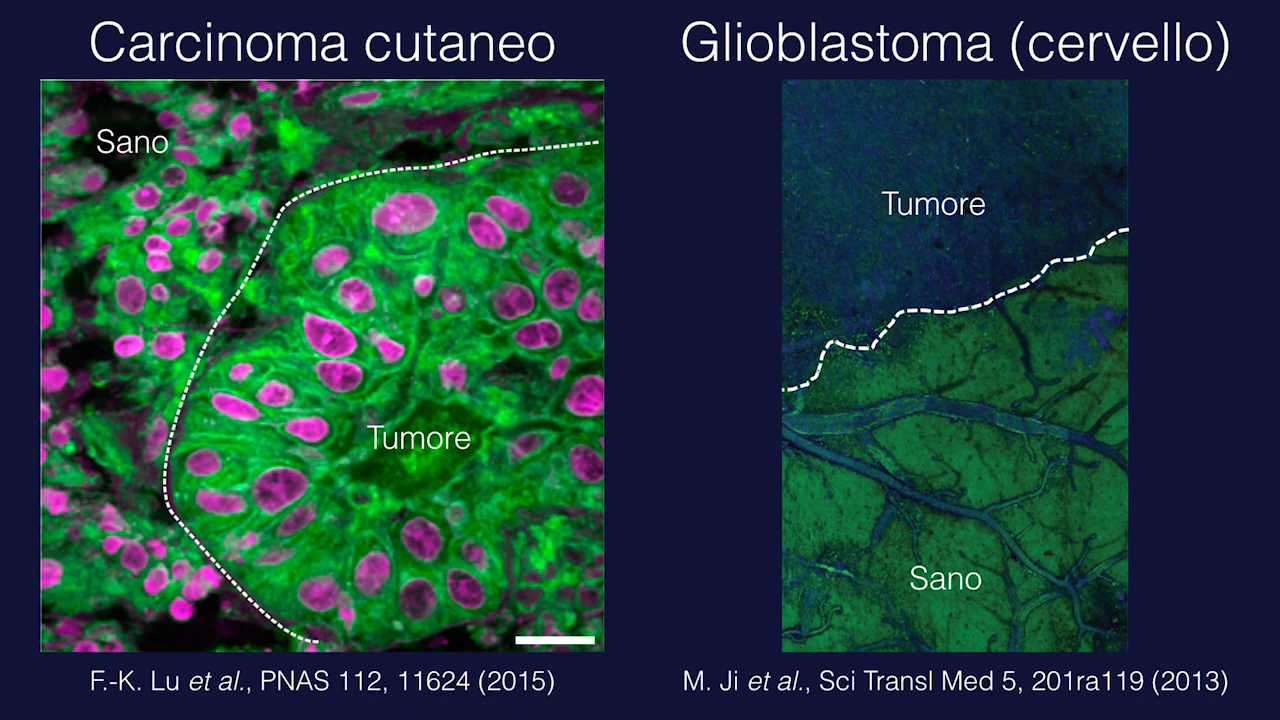 Carcinoma cutaneo
Sano
Tumore
F.-K. Lu et al., PNAS 112, 11624 (2015)
Glioblastoma (cervello)
Tumore
Sano
M. Ji et al., Sci Transl Med 5, 201ra119 (2013)